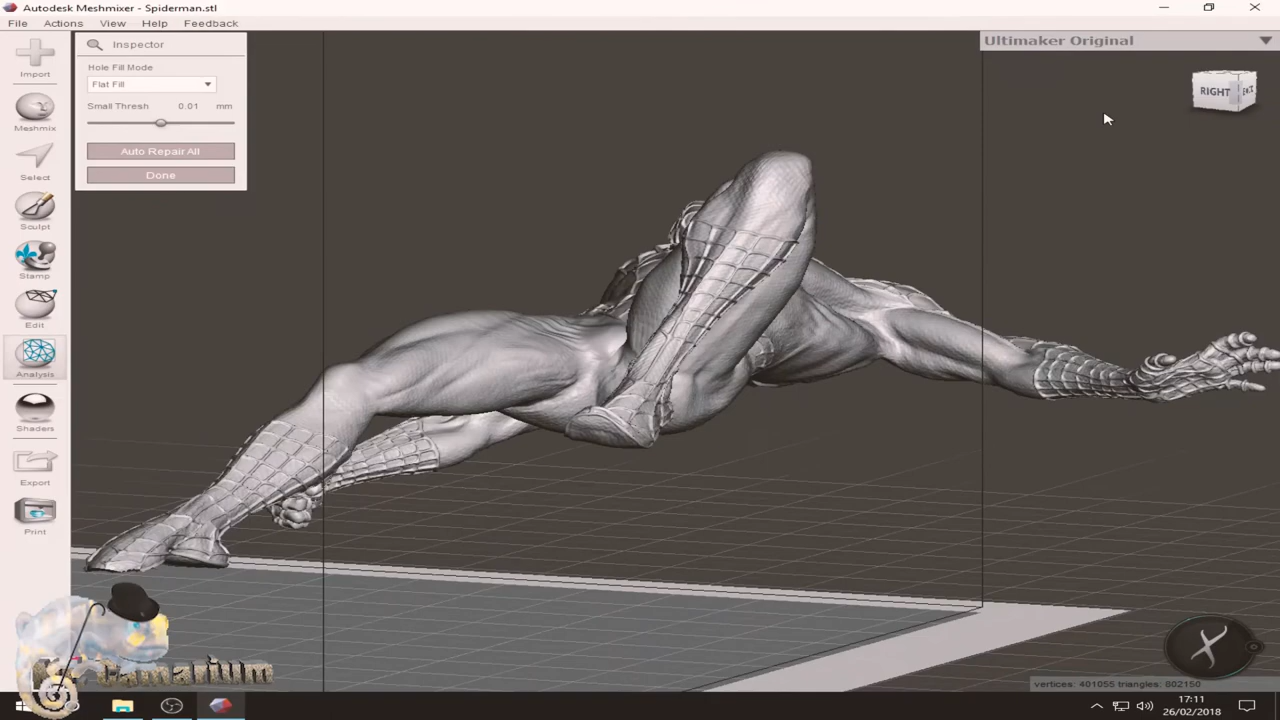 Autodesk Meshmixer - Spiderman.stl
File Actions View Help Feedback
Inspector
Hole Fill Mode
Flat Fill
Small Thresh 0.01 mm
Auto Repair All
Done
Import
Meshmix
Select
Sculpt
Stamp
Edit
Analysis
Shaders
Export
Print
Ultimaker Original
RIGHT
vertices: 401055 triangles: 802150
17:11
26/02/2018